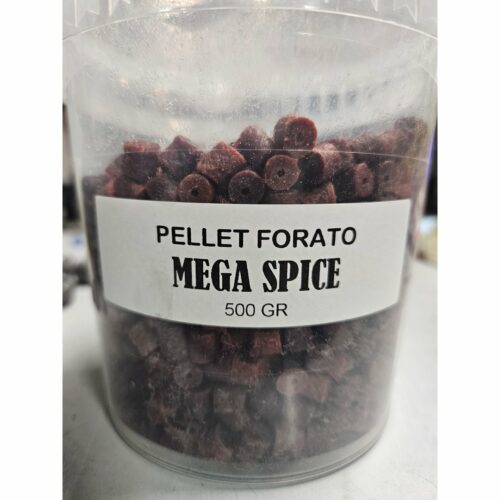 PELLET FORATO
MEGA SPICE
500 GR